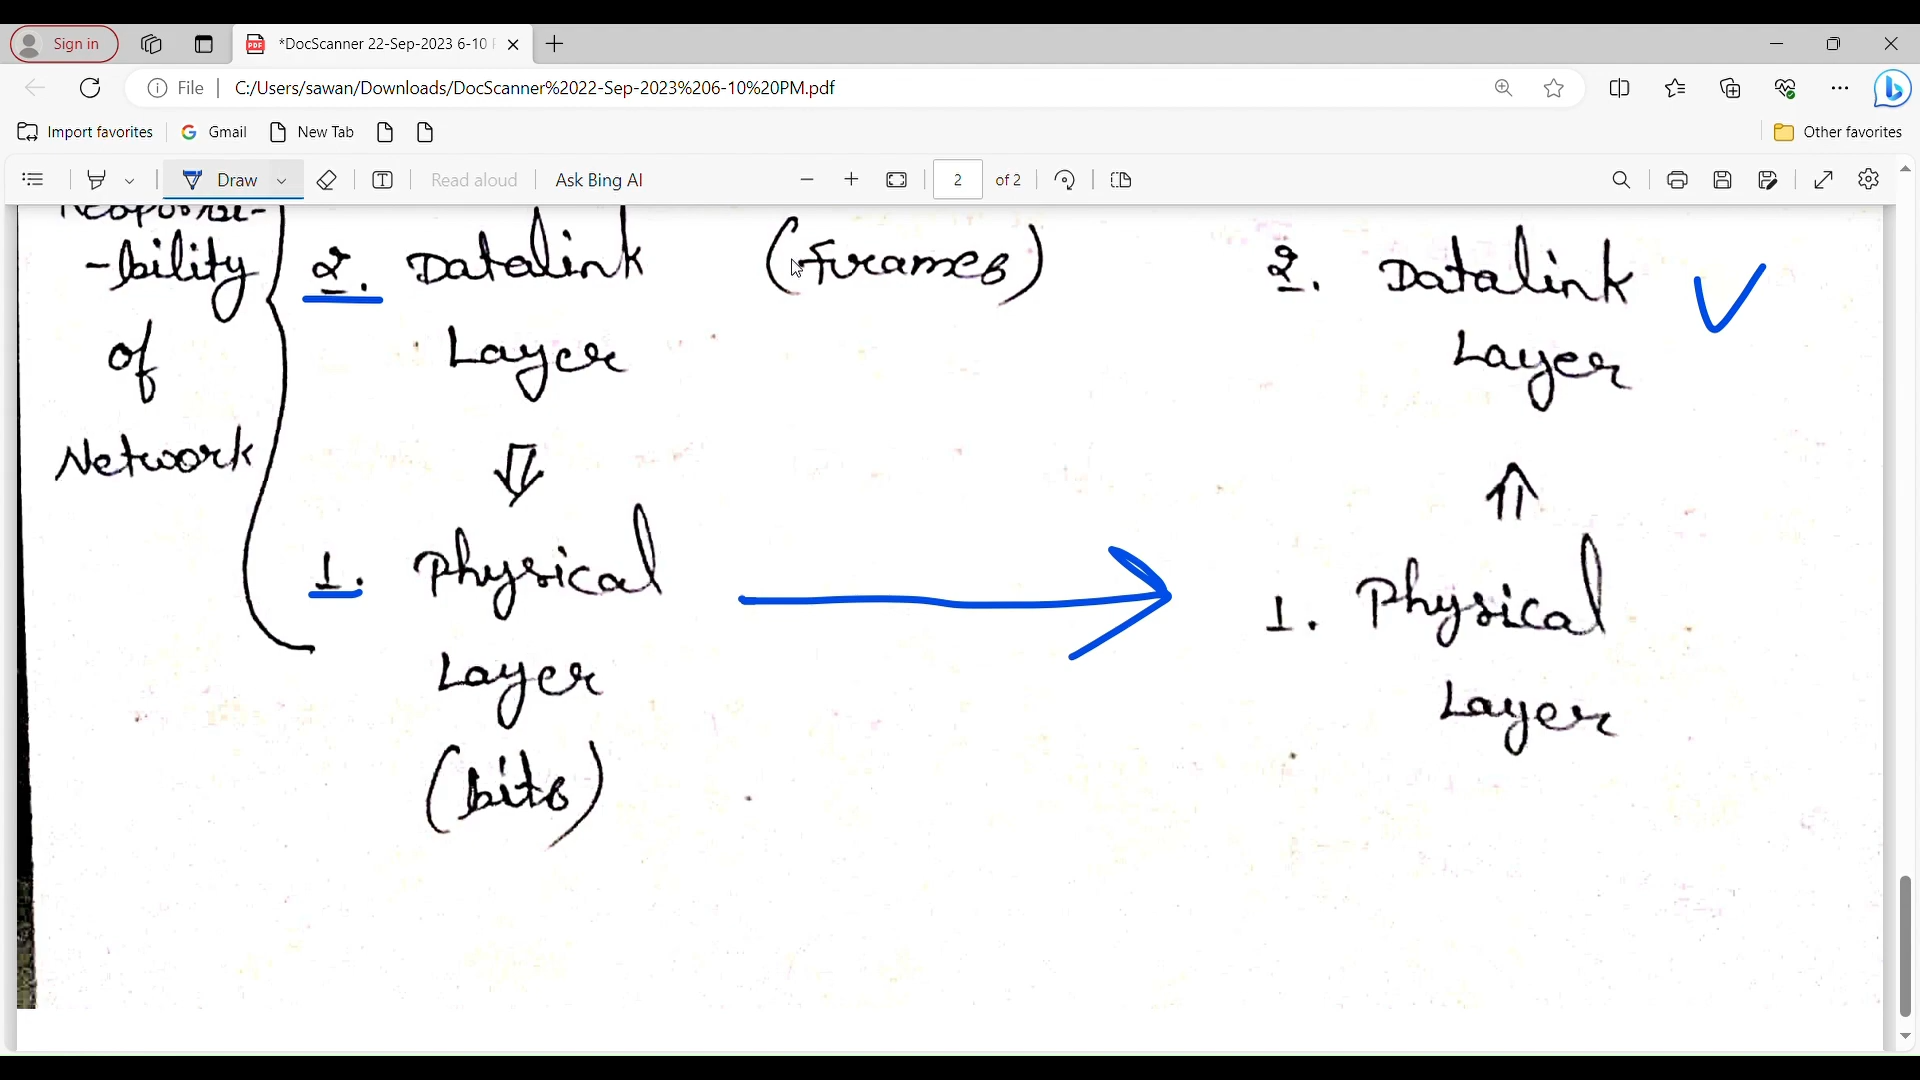 Sign in
*DocScanner 22-Sep-2023 6-10
File
C:/Users/sawan/Downloads/DocScanner%2022-Sep-2023%206-10%20PM.pdf
Import favorites
Gmail
New Tab
Other favorites
Draw
Read aloud
Ask Bing AI
2
of 2
-bility
of
Network
2. Datalink
Layer
(frames)
1. Physical
Layer
(bits)
2. Datalink
Layer
1. Physical
Layer